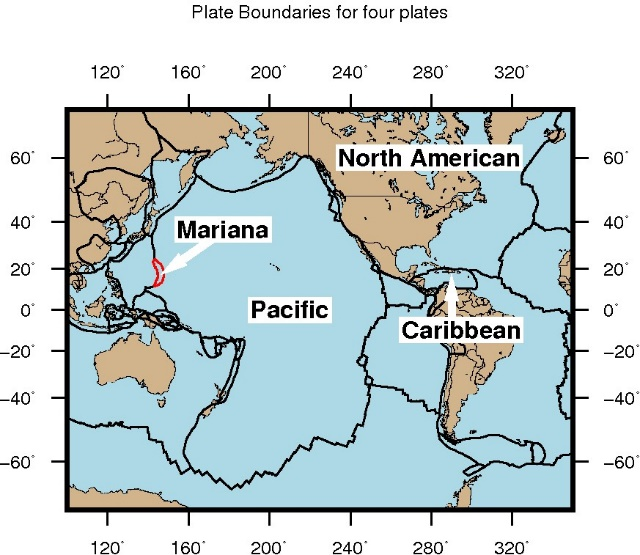 Plate Boundaries for four plates
120° 160° 200° 240° 280° 320°
North American
60° 60°
Mariana
40° 40°
20° 20°
Pacific
0° 0°
Caribbean
−20° −20°
−40° −40°
−60° −60°
120° 160° 200° 240° 280° 320°